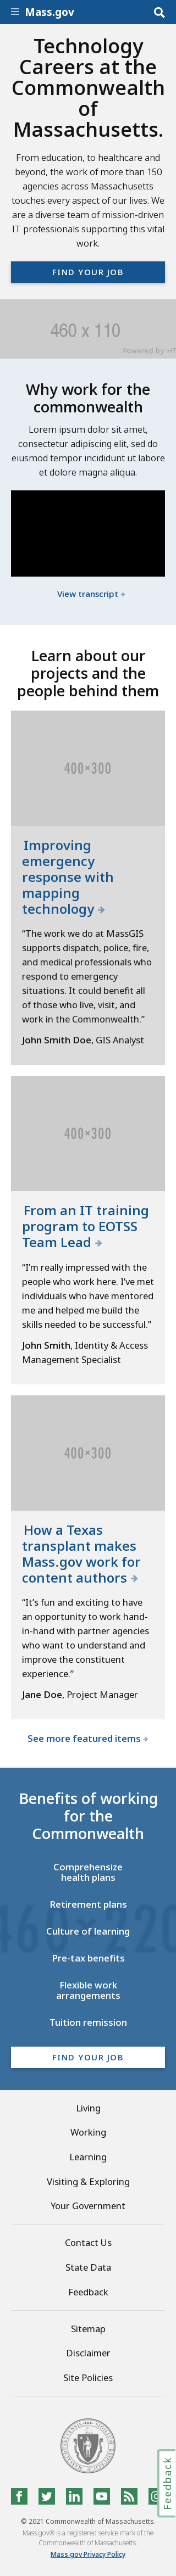 Mass.gov
Technology
Careers at the
Commonwealth
of
Massachusetts.
From education, to healthcare and
beyond, the work of more than 150
agencies across Massachusetts
touches every aspect of our lives. We
are a diverse team of mission-driven
IT professionals supporting this vital
work.
FIND YOUR JOB
460 x 110
Powered by HT
Why work for the
commonwealth
Lorem ipsum dolor sit amet,
consectetur adipiscing elit, sed do
eiusmod tempor incididunt ut labore
et dolore magna aliqua.
View transcript
Learn about our
projects and the
people behind them
400×300
Improving
emergency
response with
mapping
technology
“The work we do at MassGIS
supports dispatch, police, fire,
and medical professionals who
respond to emergency
situations. It could benefit all
of those who live, visit, and
work in the Commonwealth.”
John Smith Doe, GIS Analyst
400×300
From an IT training
program to EOTSS
Team Lead
“I’m really impressed with the
people who work here. I’ve met
individuals who have mentored
me and helped me build the
skills needed to be successful.”
John Smith, Identity & Access
Management Specialist
400×300
How a Texas
transplant makes
Mass.gov work for
content authors
“It’s fun and exciting to have
an opportunity to work hand-
in-hand with partner agencies
who want to understand and
improve the constituent
experience.”
Jane Doe, Project Manager
See more featured items
Benefits of working
for the
Commonwealth
Comprehensize
health plans
Retirement plans
Culture of learning
Pre-tax benefits
Flexible work
arrangements
Tuition remission
FIND YOUR JOB
Living
Working
Learning
Visiting & Exploring
Your Government
Contact Us
State Data
Feedback
Sitemap
Disclaimer
Site Policies
Feedback
© 2021 Commonwealth of Massachusetts.
Mass.gov® is a registered service mark of the
Commonwealth of Massachusetts.
Mass.gov Privacy Policy